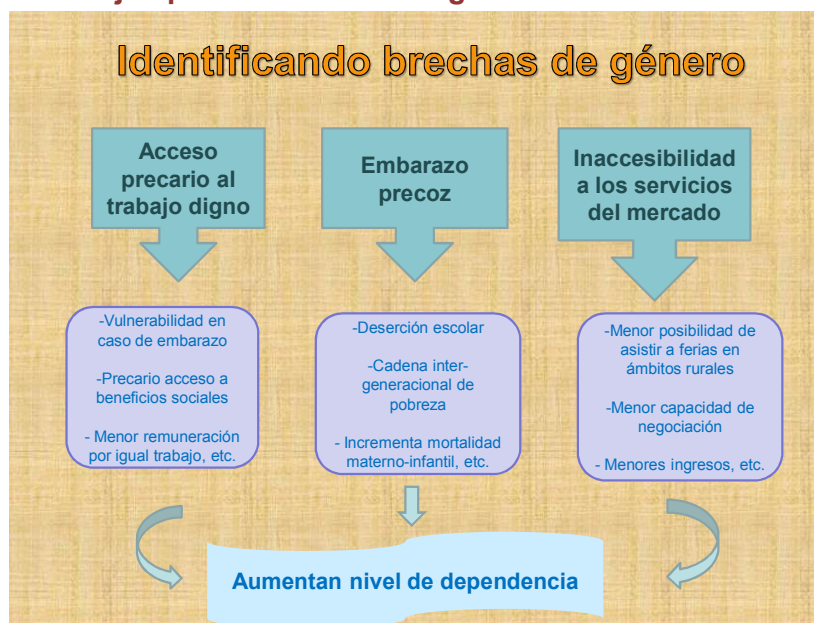 Identificando brechas de género
Acceso
precario al
trabajo digno
Embarazo
precoz
Inaccesibilidad
a los servicios
del mercado
-Vulnerabilidad en
caso de embarazo
-Precario acceso a
beneficios sociales
- Menor remuneración
por igual trabajo, etc.
-Deserción escolar
-Cadena inter-
generacional de
pobreza
- Incrementa mortalidad
materno-infantil, etc.
-Menor posibilidad de
asistir a ferias en
ámbitos rurales
-Menor capacidad de
negociación
- Menores ingresos, etc.
Aumentan nivel de dependencia